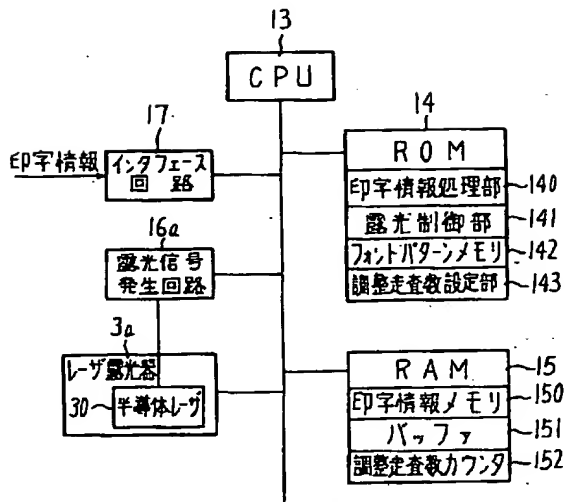 13
CPU
17
印字情報
インタフェース
回路
14
ROM
印字情報処理部
140
露光制御部
141
フォントパターンメモリ
142
調整走査数設定部
143
16a
露光信号
発生回路
3a
レーザ露光器
30
半導体レーザ
RAM
15
印字情報メモリ
150
バッファ
151
調整走査数カウンタ
152